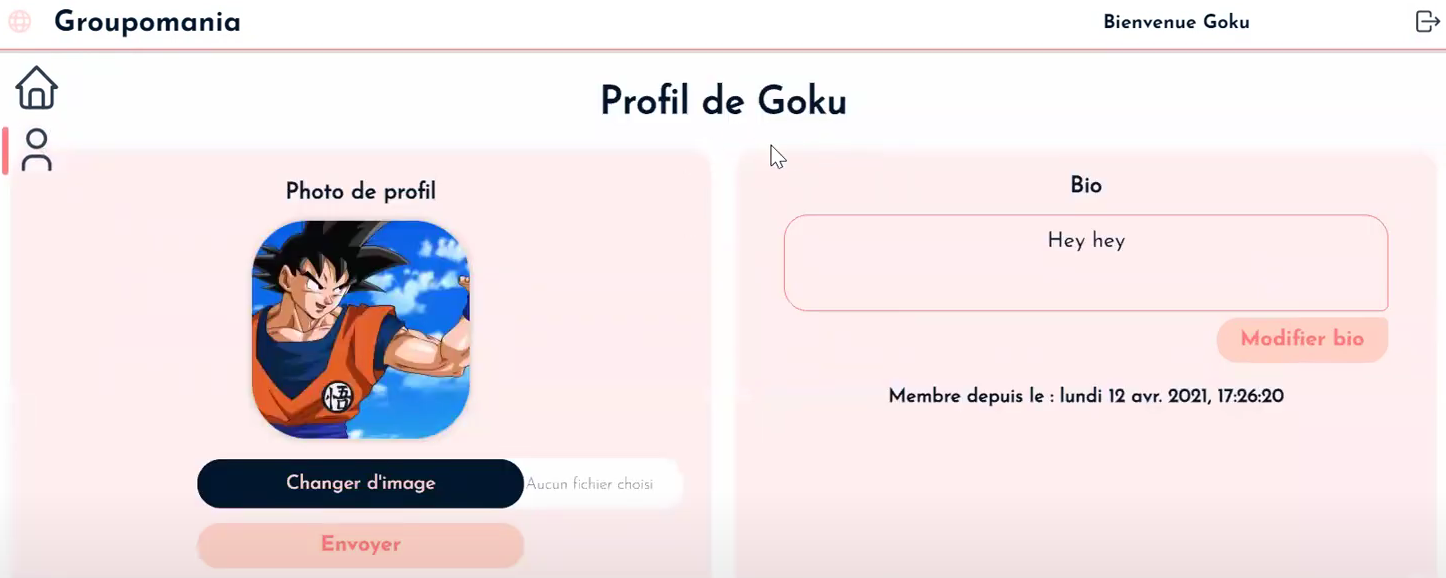 Groupomania
Bienvenue Goku
Profil de Goku
Photo de profil
悟
Changer d'image
Aucun fichier choisi
Envoyer
Bio
Hey hey
Modifier bio
Membre depuis le : lundi 12 avr. 2021, 17:26:20